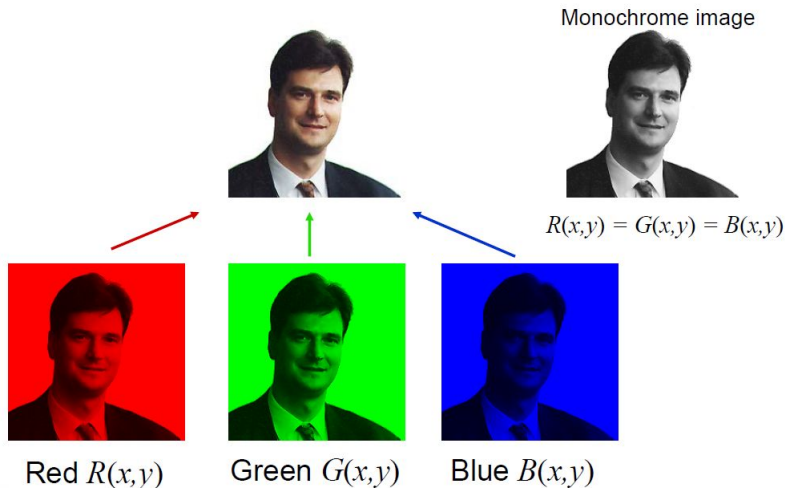 Monochrome image
R(x,y) = G(x,y) = B(x,y)
Red R(x,y)
Green G(x,y)
Blue B(x,y)